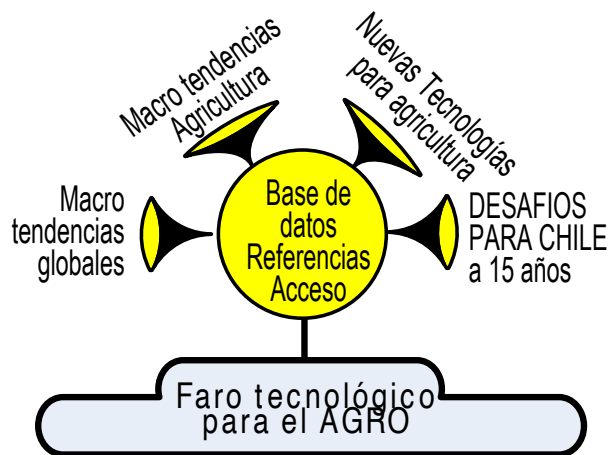 Macro tendencias
Agricultura
Nuevas Tecnologías
para agricultura
Macro
tendencias
globales
Base de
datos
Referencias
Acceso
DESAFIOS
PARA CHILE
a 15 años
Faro tecnológico
para el AGRO